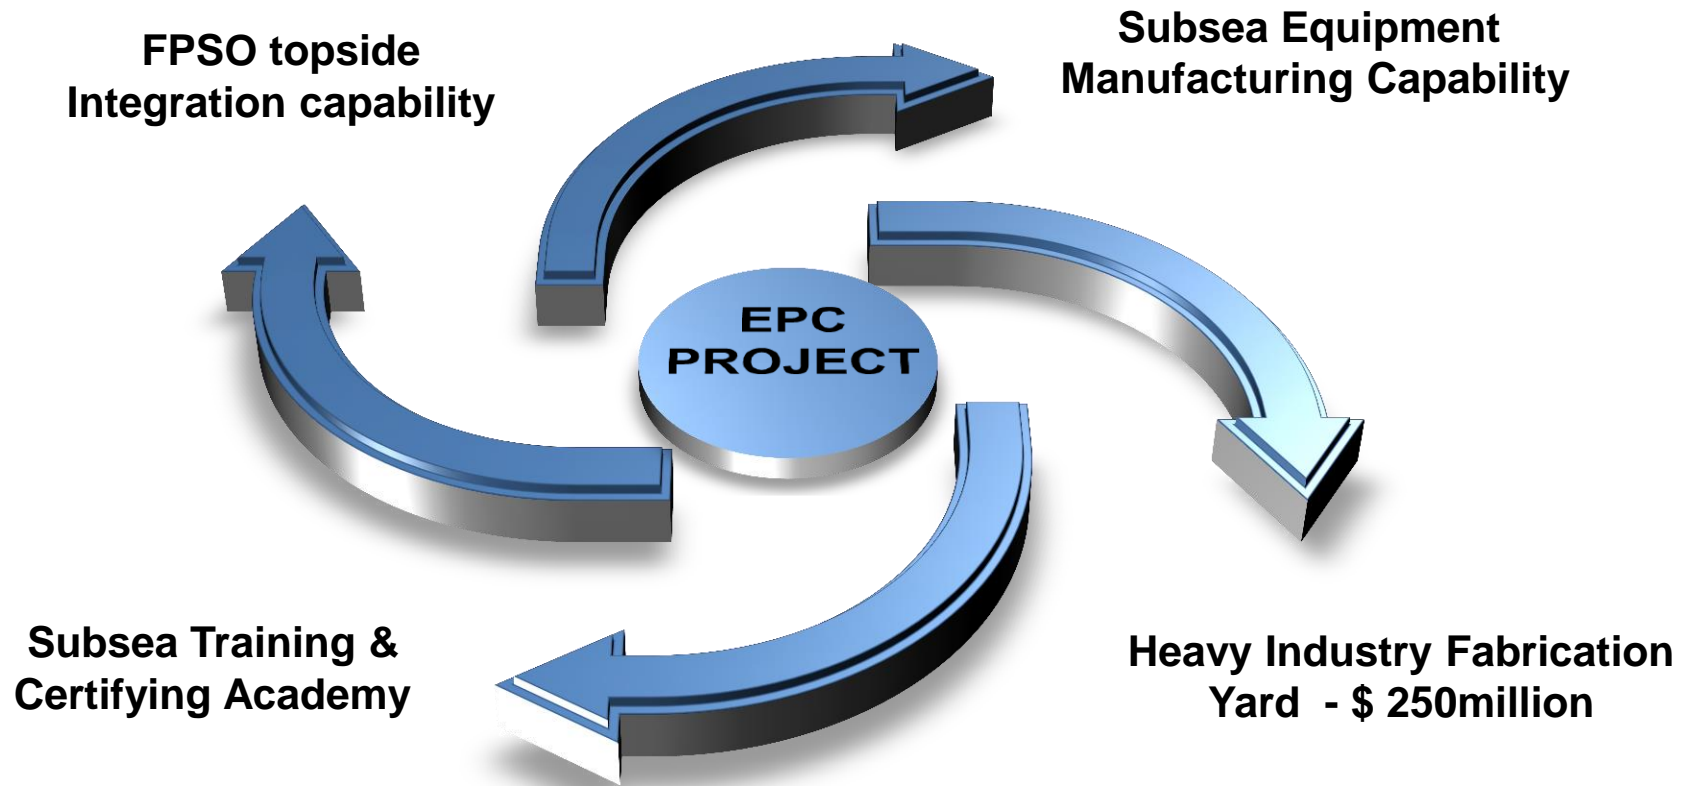 FPSO topside
Integration capability
Subsea Equipment
Manufacturing Capability
EPC
PROJECT
Subsea Training &
Certifying Academy
Heavy Industry Fabrication
Yard - $ 250million